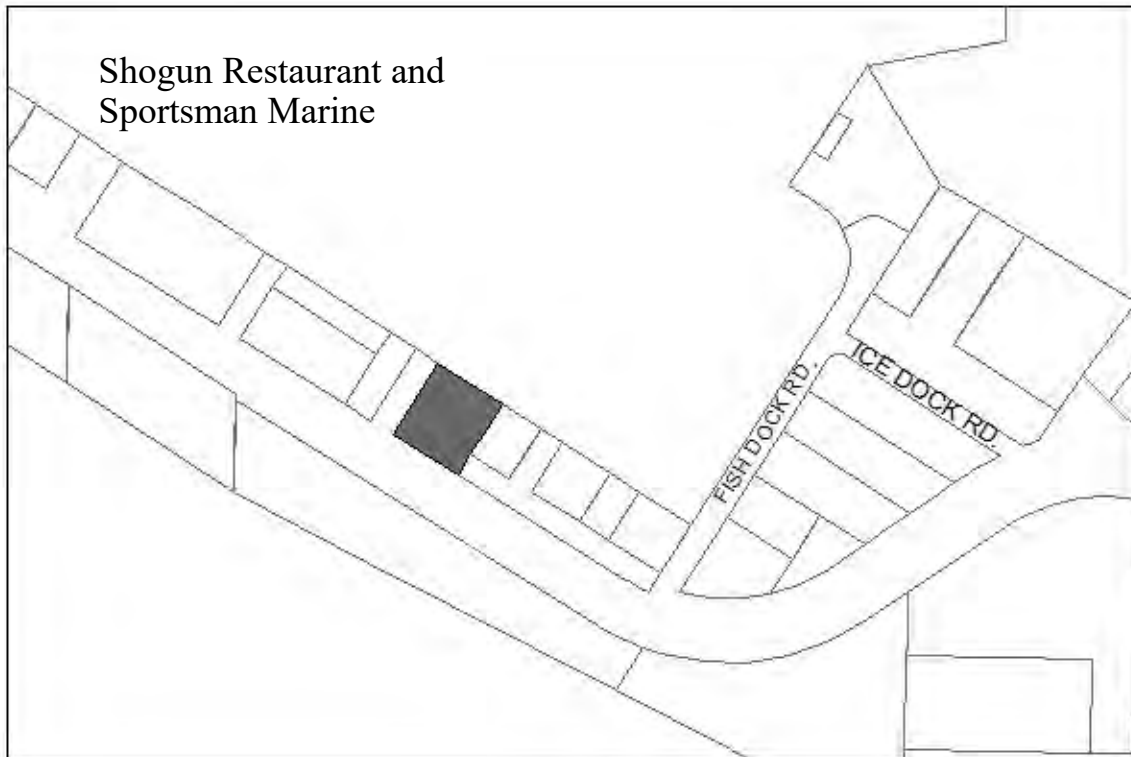 Shogun Restaurant and
Sportsman Marine
ICE DOCK RD.
FISH DOCK RD.